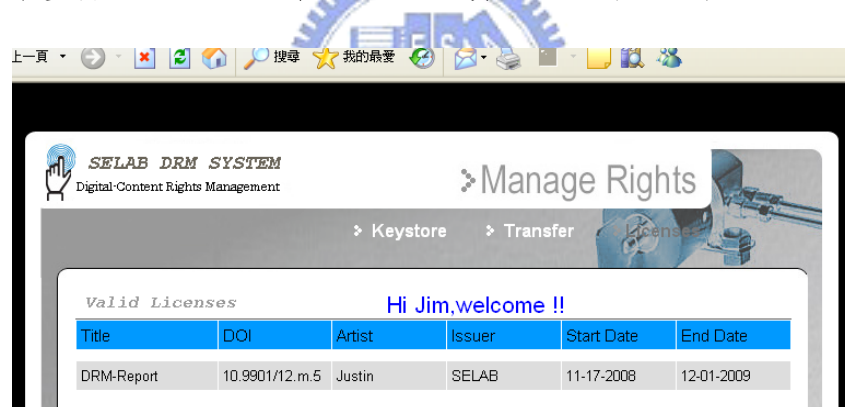 上一頁
搜尋 我的最愛
SELAB DRM SYSTEM
Digital-Content Rights Management
Manage Rights
Keystore Transfer Licenses
Valid Licenses
Hi Jim,welcome !!
Title DOI Artist Issuer Start Date End Date
DRM-Report 10.9901/12.m.5 Justin SELAB 11-17-2008 12-01-2009